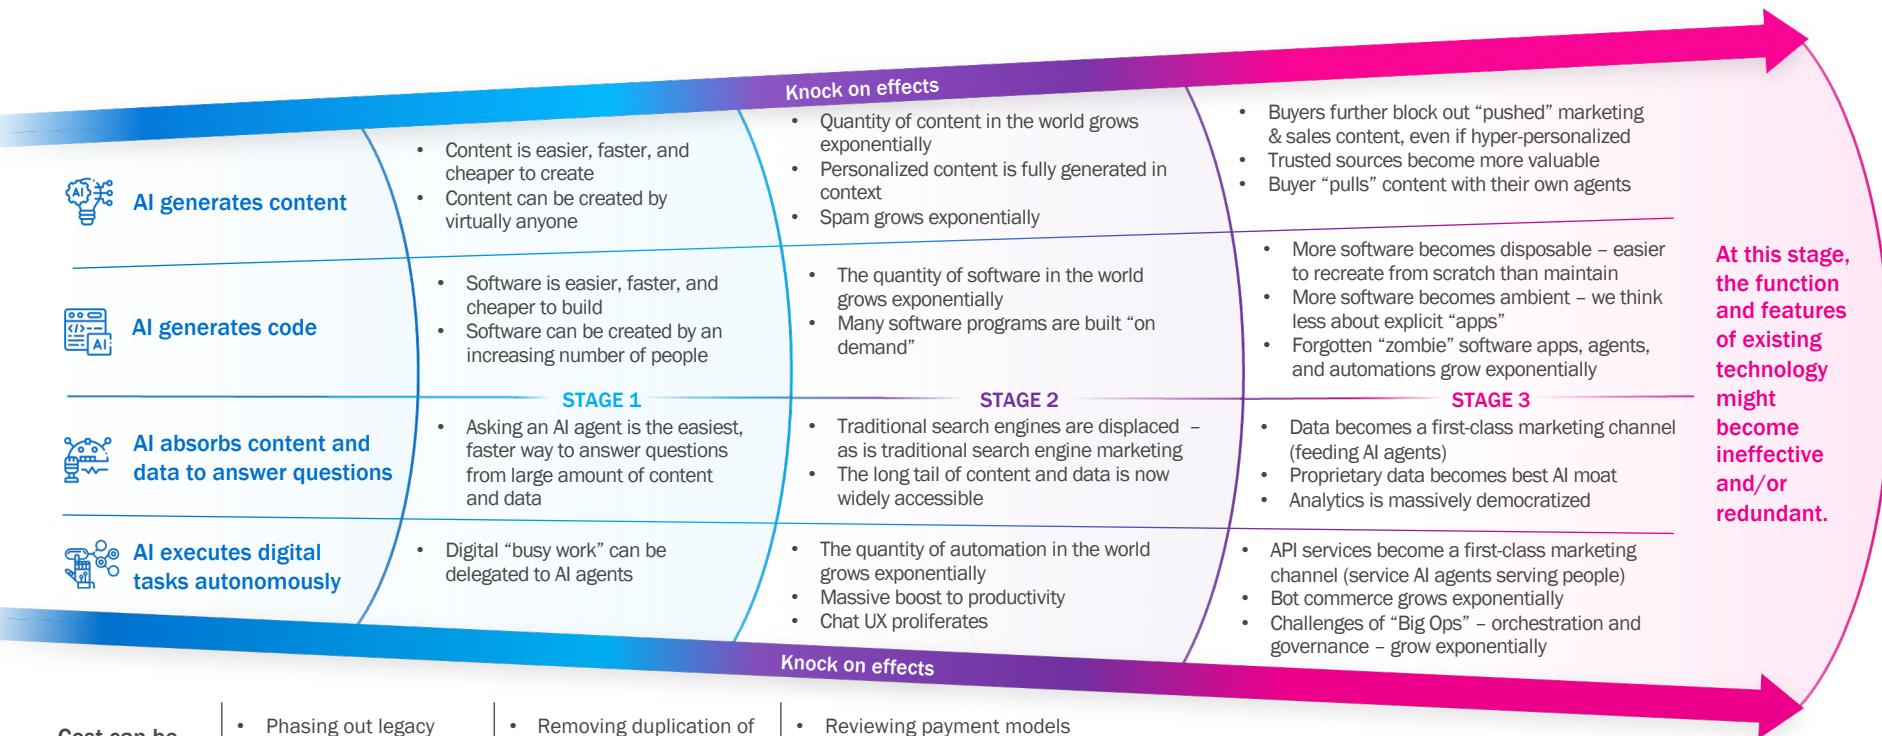 Knock on effects
AI
AI generates content
• Content is easier, faster, and
cheaper to create
• Content can be created by
virtually anyone
• Quantity of content in the world grows
exponentially
• Personalized content is fully generated in
context
• Spam grows exponentially
• Buyers further block out “pushed” marketing
& sales content, even if hyper-personalized
• Trusted sources become more valuable
• Buyer “pulls” content with their own agents
</>
AI
AI generates code
• Software is easier, faster, and
cheaper to build
• Software can be created by an
increasing number of people
• The quantity of software in the world
grows exponentially
• Many software programs are built “on
demand”
• More software becomes disposable – easier
to recreate from scratch than maintain
• More software becomes ambient – we think
less about explicit “apps”
• Forgotten “zombie” software apps, agents,
and automations grow exponentially
STAGE 1
STAGE 2
STAGE 3
AI absorbs content and
data to answer questions
• Asking an AI agent is the easiest,
faster way to answer questions
from large amount of content
and data
• Traditional search engines are displaced –
as is traditional search engine marketing
• The long tail of content and data is now
widely accessible
• Data becomes a first-class marketing channel
(feeding AI agents)
• Proprietary data becomes best AI moat
• Analytics is massively democratized
AI executes digital
tasks autonomously
• Digital “busy work” can be
delegated to AI agents
• The quantity of automation in the world
grows exponentially
• Massive boost to productivity
• Chat UX proliferates
• API services become a first-class marketing
channel (service AI agents serving people)
• Bot commerce grows exponentially
• Challenges of “Big Ops” – orchestration and
governance – grow exponentially
At this stage,
the function
and features
of existing
technology
might
become
ineffective
and/or
redundant.
Knock on effects
Cost can be
• Phasing out legacy
• Removing duplication of
• Reviewing payment models